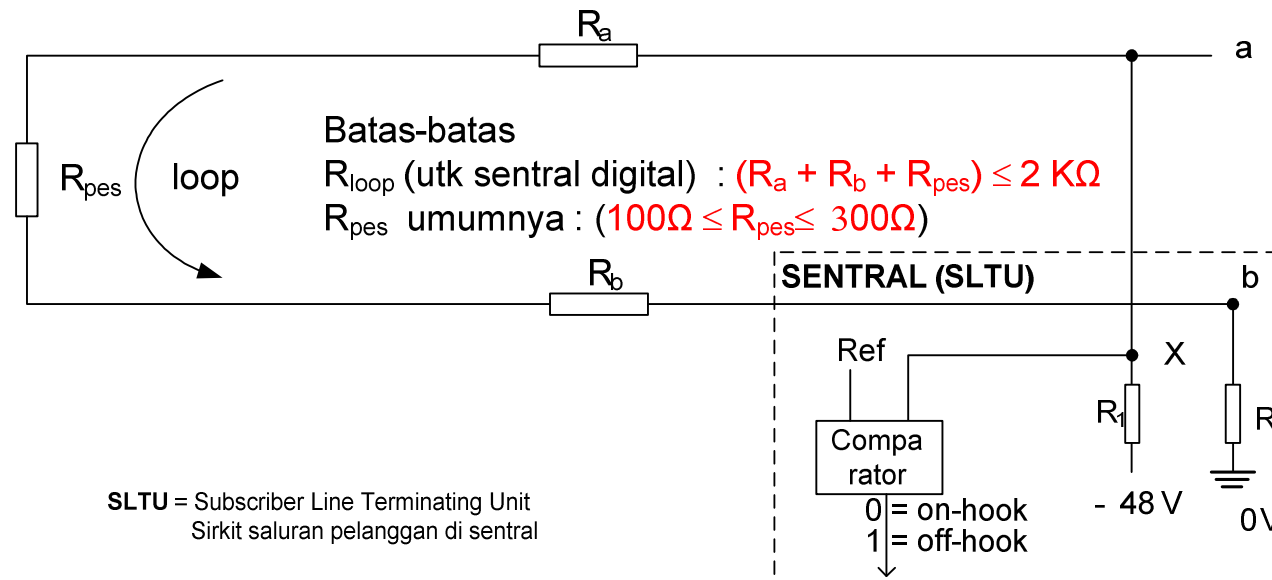 Ra
a
Batas-batas
Rloop (utk sentral digital) : (Ra + Rb + Rpes) ≤ 2 KΩ
Rpes umumnya : (100Ω ≤ Rpes ≤ 300Ω)
Rpes
loop
Rb
SENTRAL (SLTU)
b
Ref
X
R1
R
Compa
rator
0 = on-hook
1 = off-hook
- 48 V
0V
SLTU = Subscriber Line Terminating Unit
Sirkit saluran pelanggan di sentral